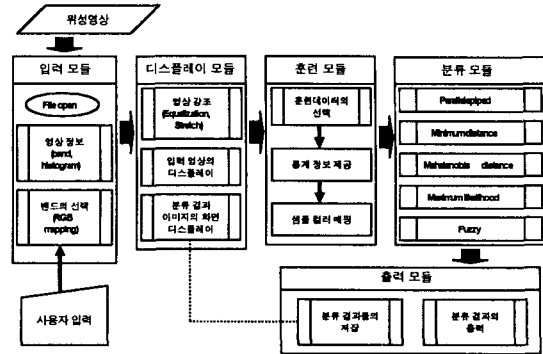 위성영상
입력 모듈
File open
영상 정보
(band,
histogram)
밴드의 선택
(RGB
mapping)
사용자 입력
디스플레이 모듈
영상 강조
(Equalization,
Stretch)
입력 영상의
디스플레이
분류 결과
이미지의 화면
디스플레이
훈련 모듈
훈련데이터의
선택
통계 정보 제공
샘플 컬러 매핑
분류 모듈
Parallelepiped
Minimum distance
Mahalanobis distance
Maximum likelihood
Fuzzy
출력 모듈
분류 결과물의
저장
분류 결과의
출력